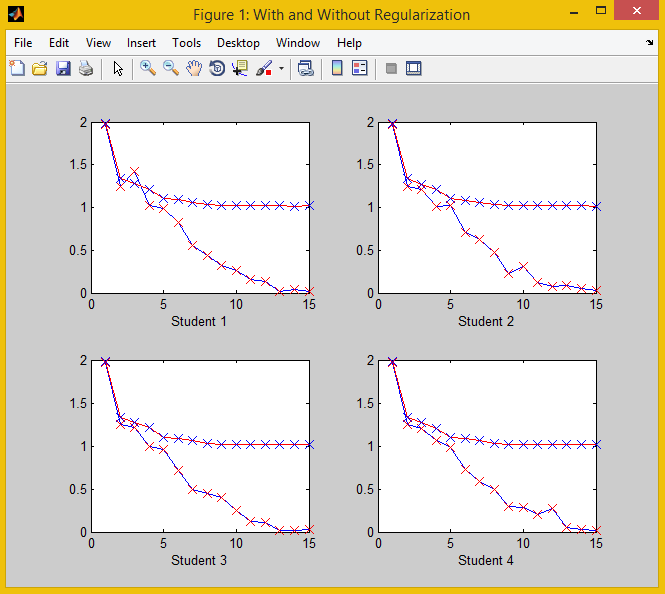 Figure 1: With and Without Regularization
File Edit View Insert Tools Desktop Window Help
2
1.5
1
0.5
0
0 5 10 15
Student 1
2
1.5
1
0.5
0
0 5 10 15
Student 2
2
1.5
1
0.5
0
0 5 10 15
Student 3
2
1.5
1
0.5
0
0 5 10 15
Student 4